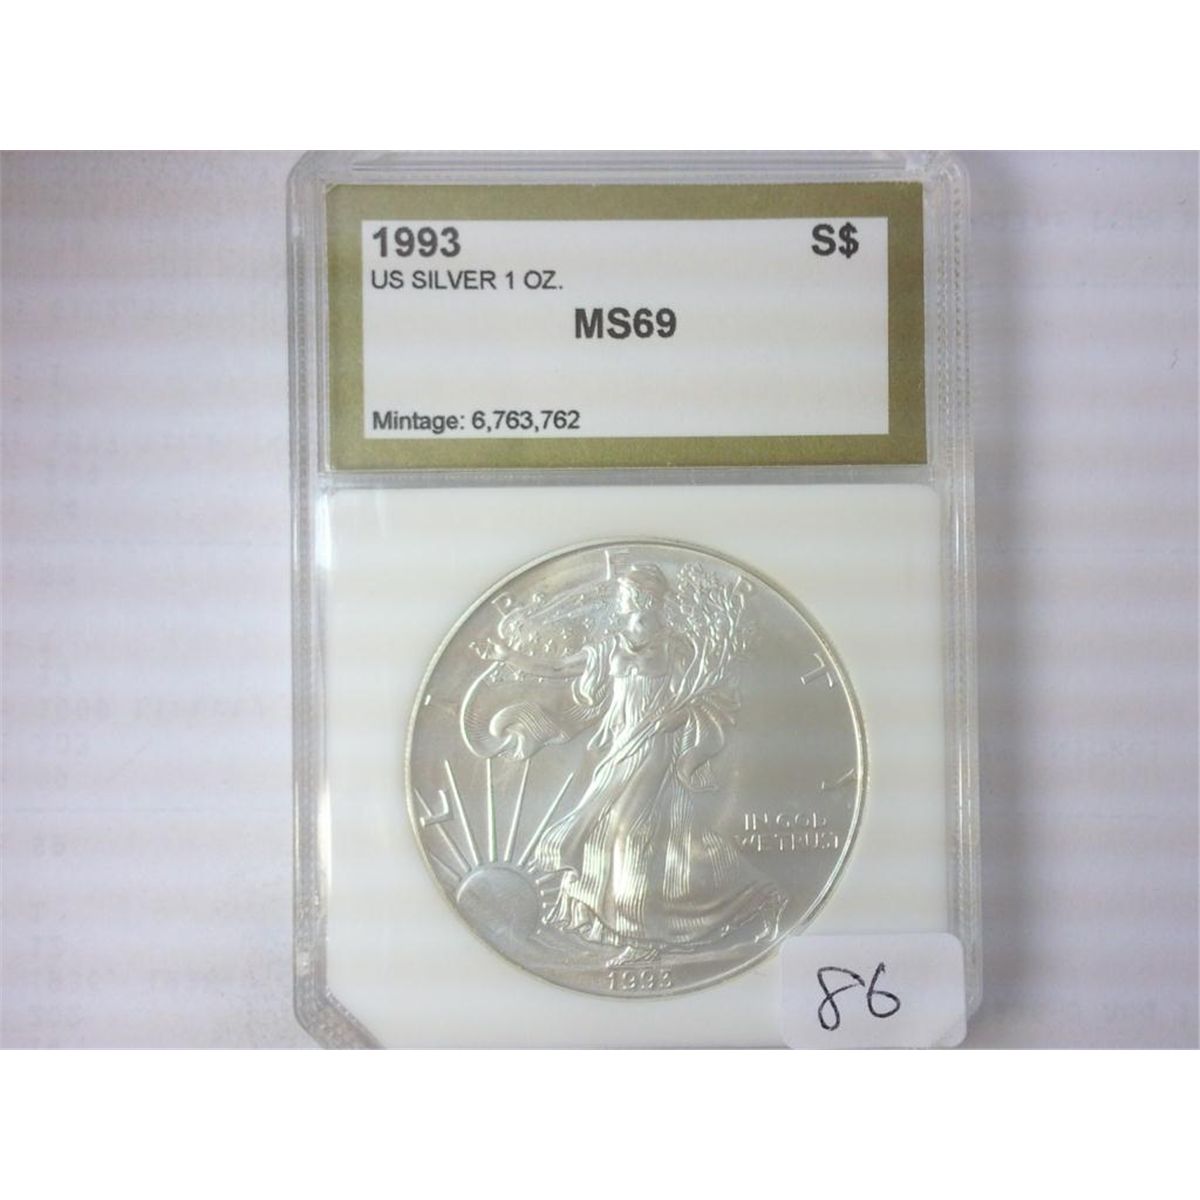 1993 S$
US SILVER 1 OZ.
MS69
Mintage: 6,763,762
LIBERTY
IN GOD
WE TRUST
1993
86